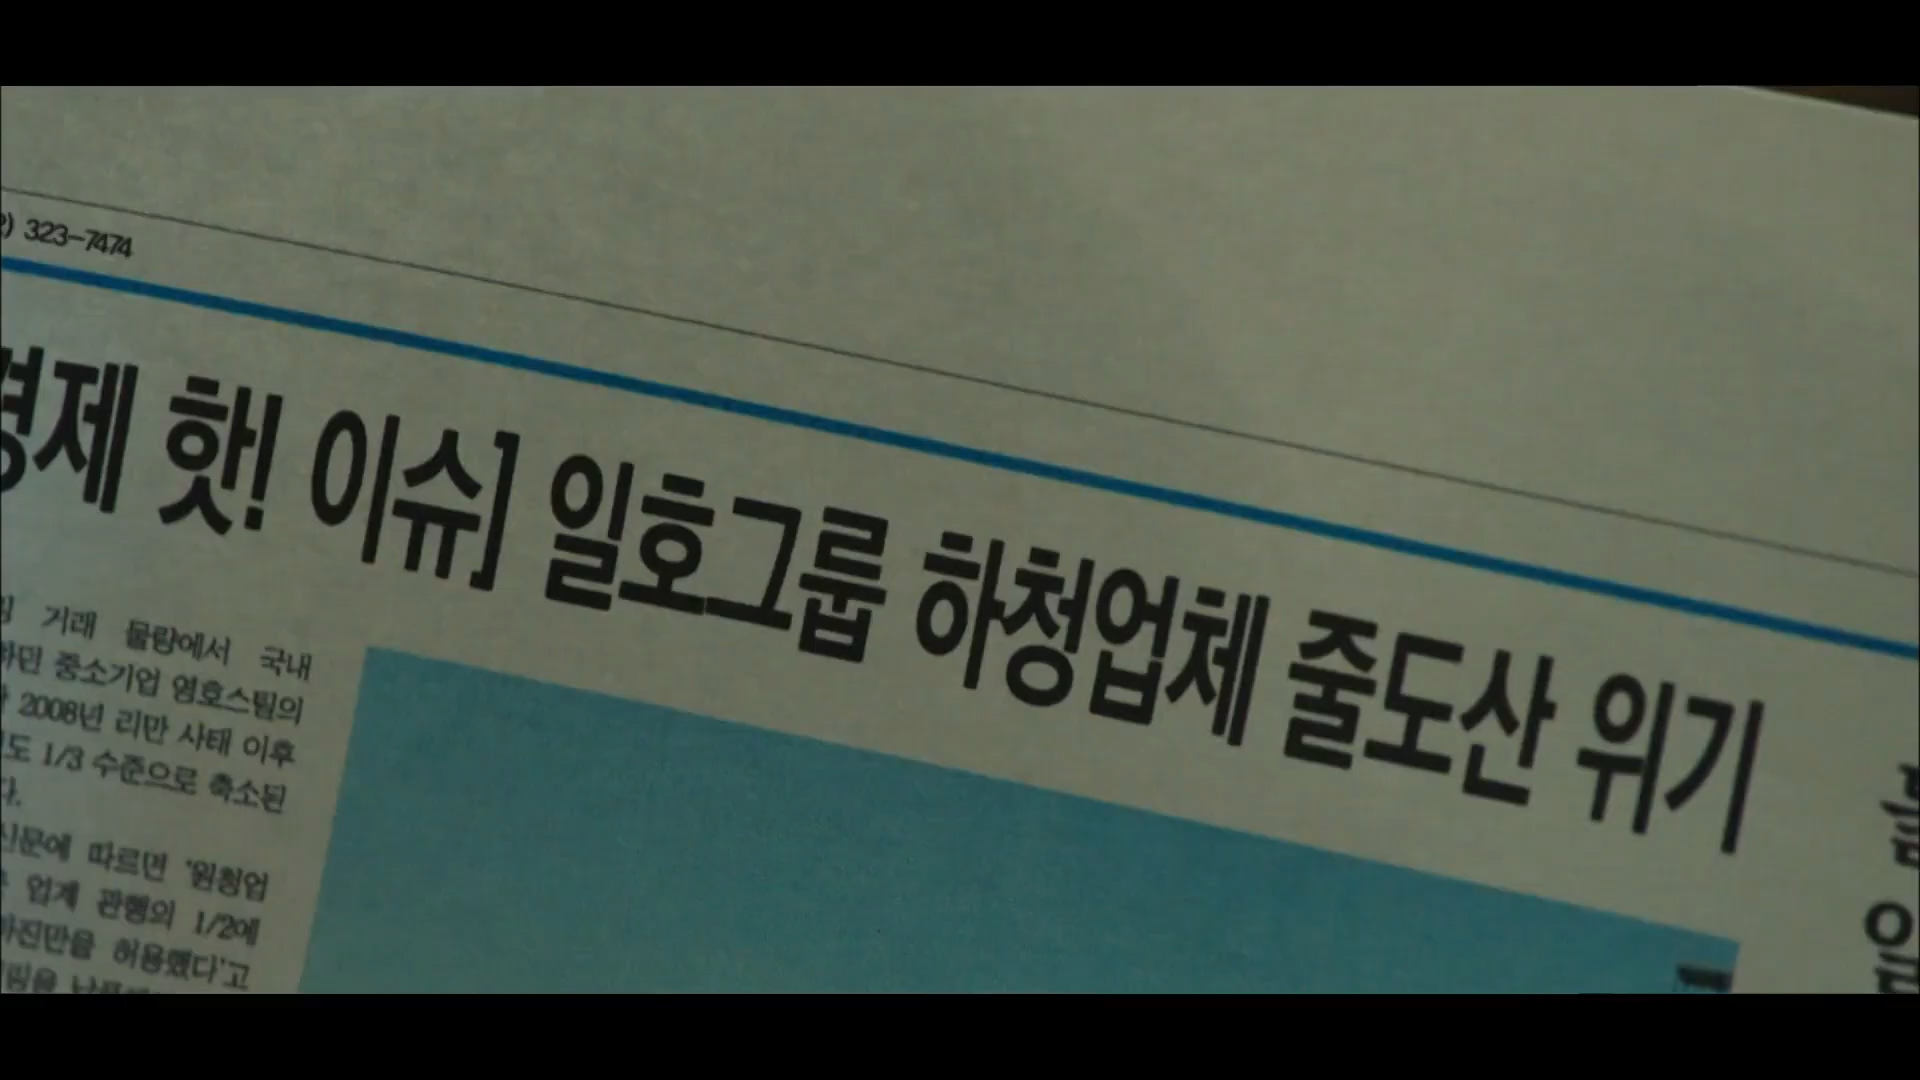 323-7474
경제 핫! 이슈] 일호그룹 하청업체 줄도산 위기
거래 물량에서 국내
하던 중소기업 영호스틸의
2008년 리만 사태 이후
도 1/3 수준으로 축소된
다.
신문에 따르면 '원청업
업계 관행의 1/2에
마진만을 허용했다'고